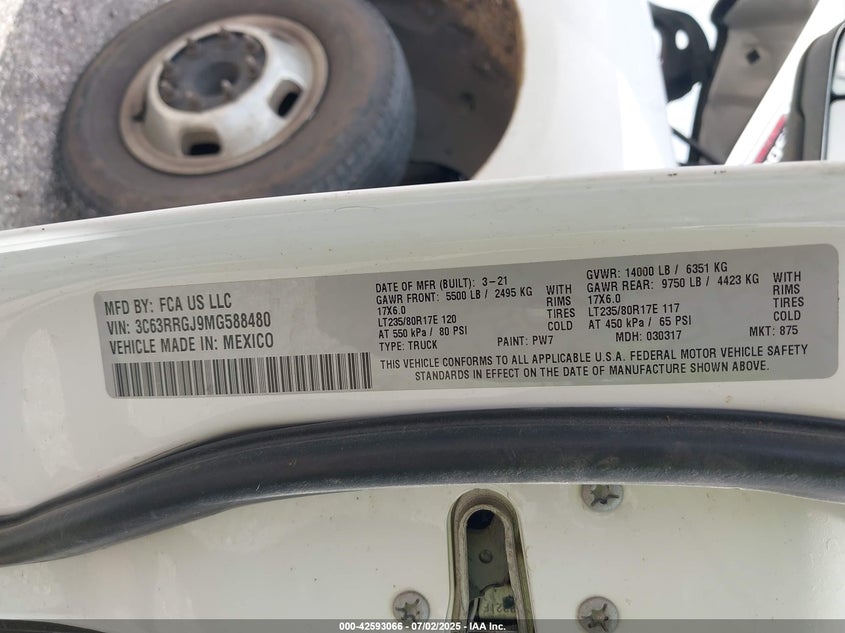 MFD BY: FCA US LLC
VIN: 3C63RRGJ9MG588480
VEHICLE MADE IN: MEXICO
DATE OF MFR (BUILT): 3-21
GAWR FRONT: 5500 LB / 2495 KG WITH
17X6.0 RIMS
LT235/80R17E 120 TIRES
AT 550 kPa / 80 PSI COLD
TYPE: TRUCK PAINT: PW7
GVWR: 14000 LB / 6351 KG
GAWR REAR: 9750 LB / 4423 KG WITH
17X6.0 RIMS
LT235/80R17E 117 TIRES
AT 450 kPa / 65 PSI COLD
MDH: 030317 MKT: 875
THIS VEHICLE CONFORMS TO ALL APPLICABLE U.S.A. FEDERAL MOTOR VEHICLE SAFETY
STANDARDS IN EFFECT ON THE DATE OF MANUFACTURE SHOWN ABOVE.
000-42593066 - 07/02/2025 - IAA Inc.